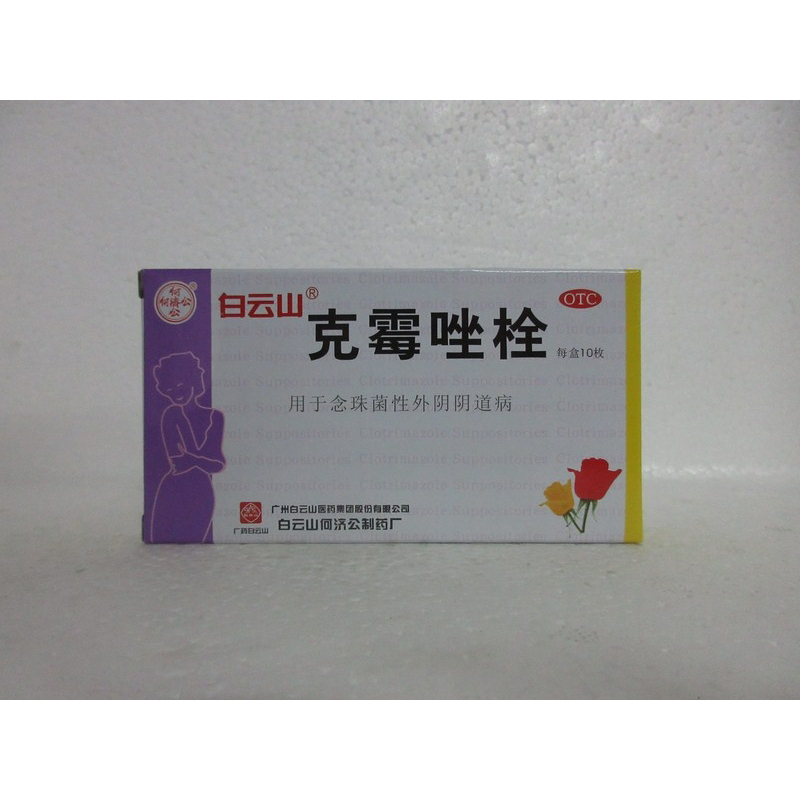 何
何濟公
公
白云山®
克霉唑栓
OTC
每盒10枚
用于念珠菌性外阴阴道病
Clotrimazole Suppositories
广药白云山
广州白云山医药集团股份有限公司
白云山何济公制药厂